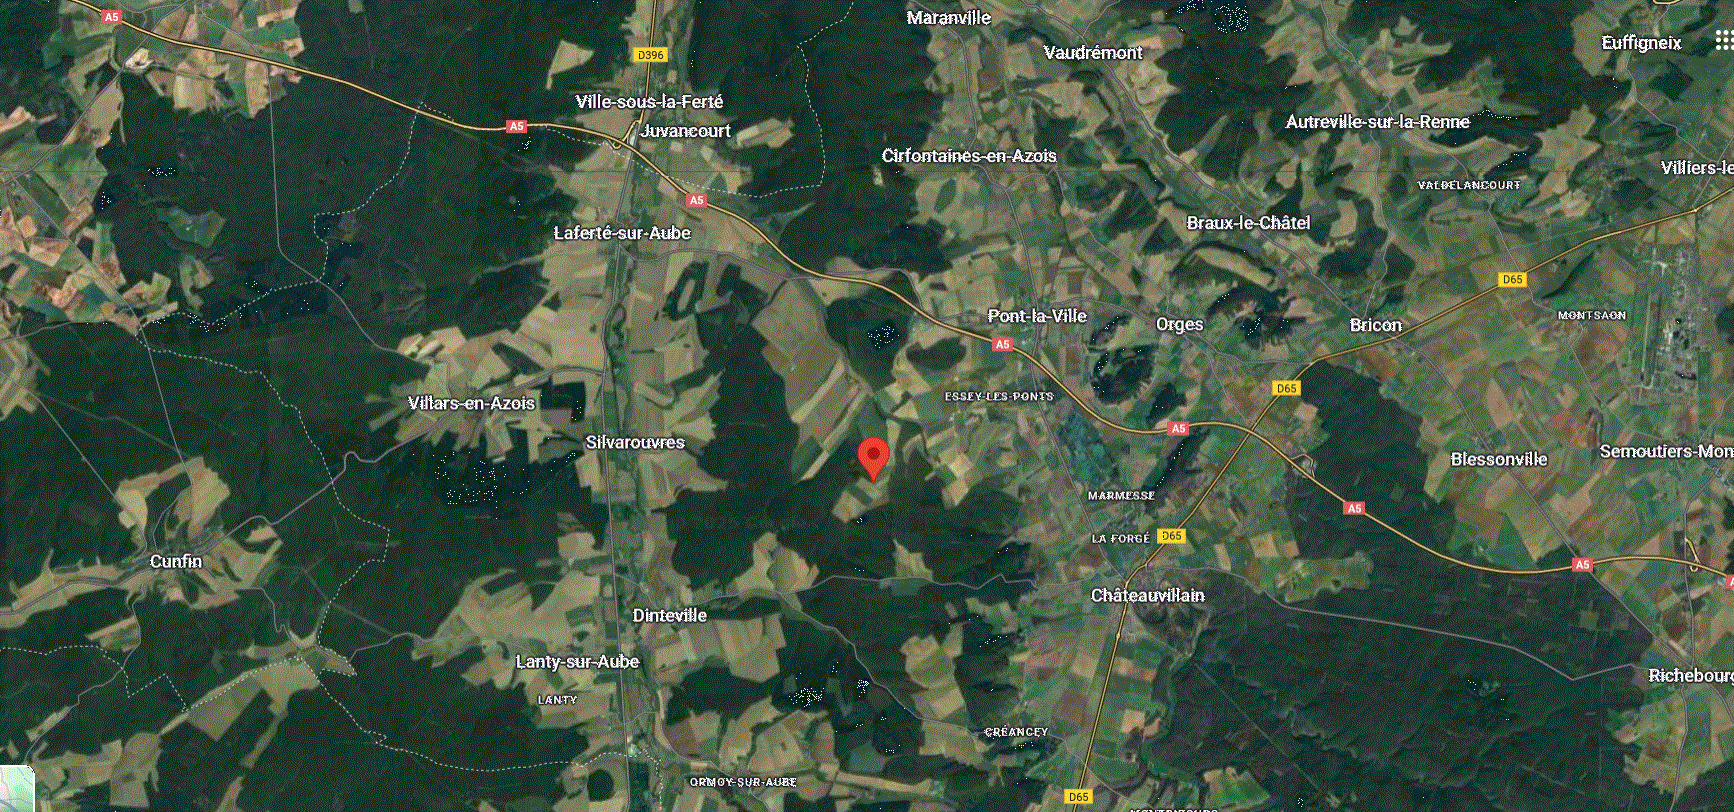 A5
Maranville
Euffigneix
Vaudrémont
D396
Ville-sous-la-Ferté
Autreville-sur-la-Renne
A5
Juvancourt
Cirfontaines-en-Azois
Villiers-le
VALDELANCOURT
A5
Braux-le-Châtel
Laferté-sur-Aube
D65
Pont-la-Ville
MONTSAON
Orges
Bricon
A5
D65
ESSEY-LES-PONTS
Villars-en-Azois
A5
Silvarouvres
Semoutiers-Mon
Blessonville
MARMESSE
A5
LA FORGE
D65
Cunfin
A5
Châteauvillain
Dinteville
Lanty-sur-Aube
Richebourg
LANTY
CRÉANCEY
ORMOY-SUR-AUBE
D65